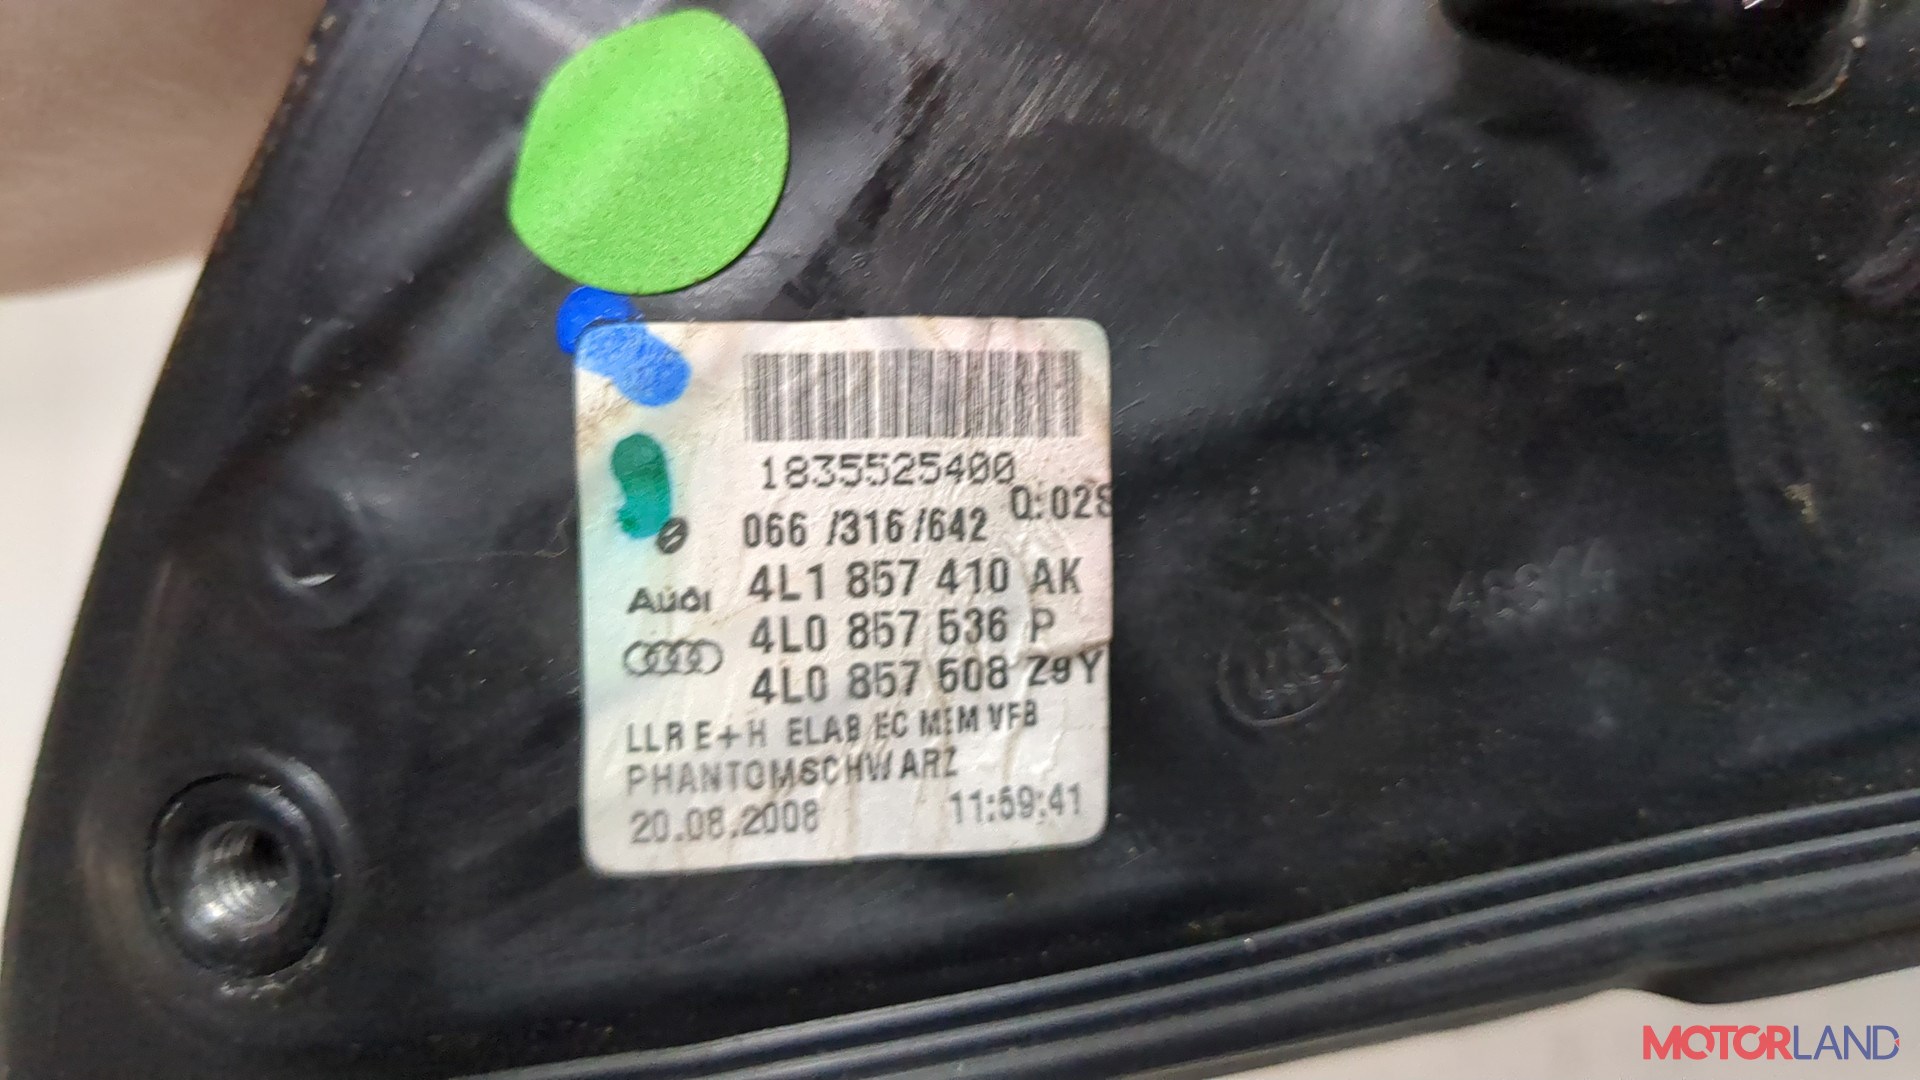 1835525400
Q:028
066 /316 /642
4L1 857 410 AK
4L0 857 536 P
4L0 857 508 Z9Y
Audi
LLR E+H ELAB EC MEM VFB
PHANTOMSCHWARZ
20.08.2008 11:59:41
MOTORLAND